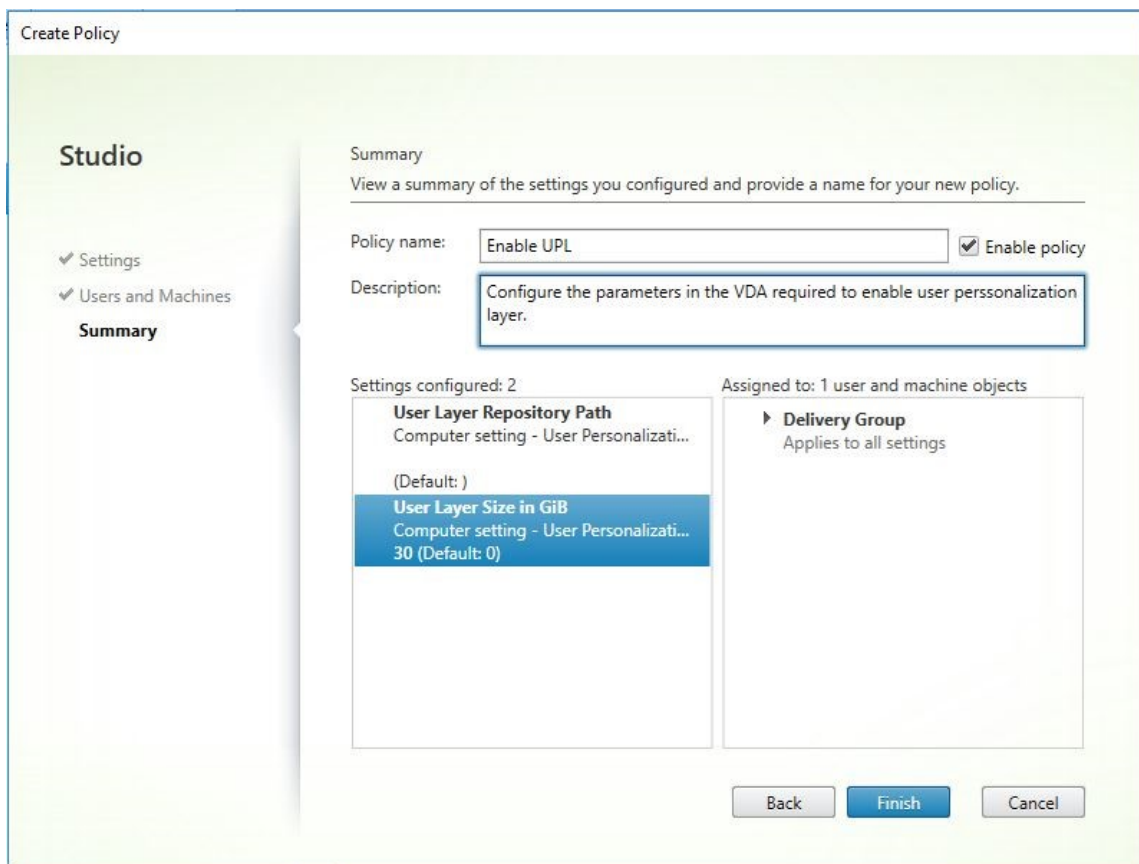 Create Policy
Studio
Settings
Users and Machines
Summary
Summary
View a summary of the settings you configured and provide a name for your new policy.
Policy name:
Enable UPL
Enable policy
Description:
Configure the parameters in the VDA required to enable user perssonalization
layer.
Settings configured: 2
User Layer Repository Path
Computer setting - User Personalizati...
(Default: )
User Layer Size in GiB
Computer setting - User Personalizati...
30 (Default: 0)
Assigned to: 1 user and machine objects
Delivery Group
Applies to all settings
Back
Finish
Cancel